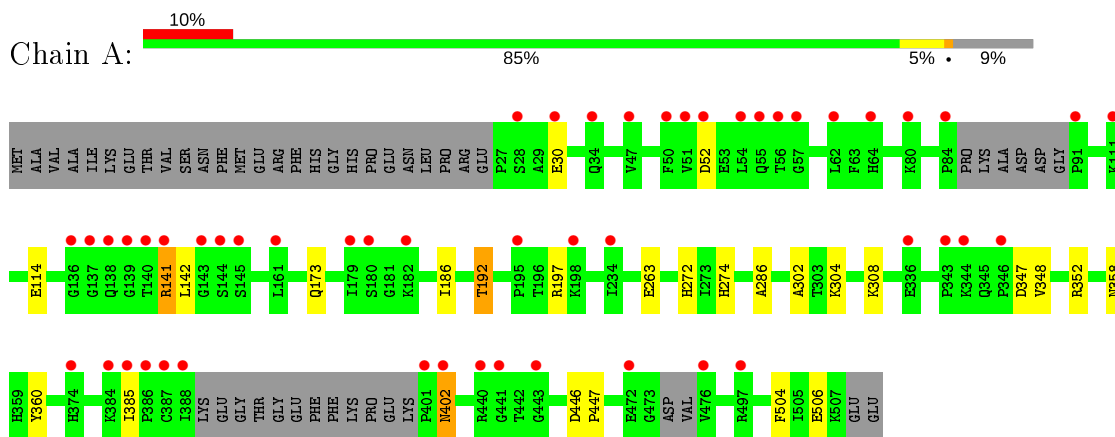 10%
Chain A:
85% 5% • 9%
MET ALA VAL ALA ILE LYS GLU THR VAL SER ASN PHE MET GLU ARG PHE HIS GLY HIS PRO GLU ASN LEU PRO ARG GLU P27 S28 A29 E30 Q34 V47 F50 V51 D52 E53 L54 Q55 T56 G57 L62 F63 H64 K80 P84 PRO LYS ALA ASP ASP GLY P91 K111
E114 G136 G137 Q138 G139 T140 R141 L142 G143 S144 S145 L161 Q173 I179 S180 G181 K182 I186 T192 P195 T196 R197 K198 I234 E263 H272 I273 H274 A286 A302 T303 K304 K308 E336 P343 K344 Q345 P346 D347 V348 R352 N358
H359 Y360 H374 K384 I385 P386 C387 I388 LYS GLU GLY THR GLY GLU PHE PHE LYS PRO GLU LYS P401 N402 R440 G441 T442 G443 D446 P447 E472 G473 ASP VAL V476 R497 F504 I505 E506 K507 GLU GLU